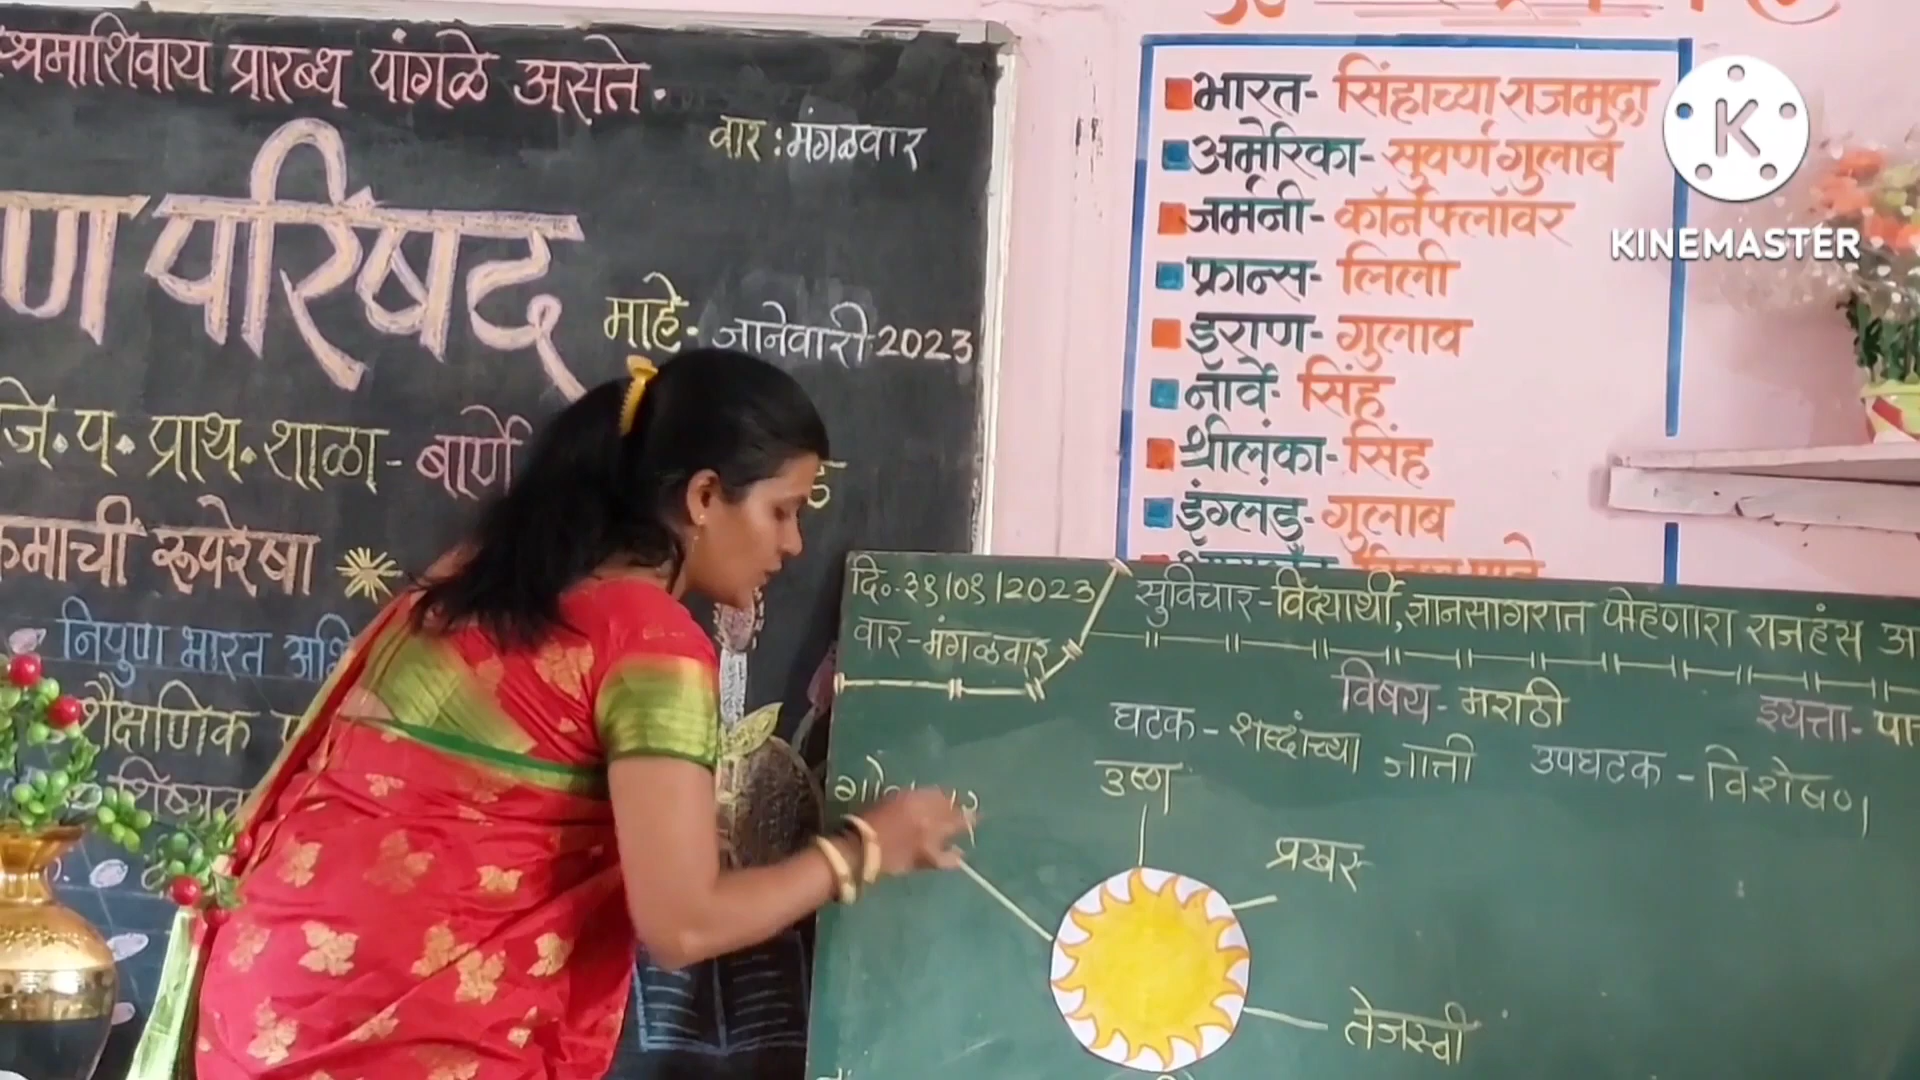 श्रमाशिवाय प्रारब्ध पांगळे असते.
वार : मंगळवार
ण परिषद
माहे- जानेवारी 2023
जि.प. प्राथ. शाळा- बार्पे
रूपरेषा
निपुण भारत
शैक्षणिक
भारत- सिंहाच्या राजमुद्रा
अमेरिका- सुवर्ण गुलाब
जर्मनी- कॉर्नफ्लॉवर
फ्रान्स- लिली
इराण- गुलाब
नॉर्वे- सिंह
श्रीलंका- सिंह
इंग्लंड- गुलाब
KINEMASTER
दि०-३१/०१/2023
वार-मंगळवार
सुविचार-विद्यार्थी, ज्ञानसागरात पोहणारा राजहंस
विषय- मराठी
इयत्ता-
घटक - शब्दांच्या जाती उपघटक - विशेषण
उष्ण
प्रखर
तेजस्वी